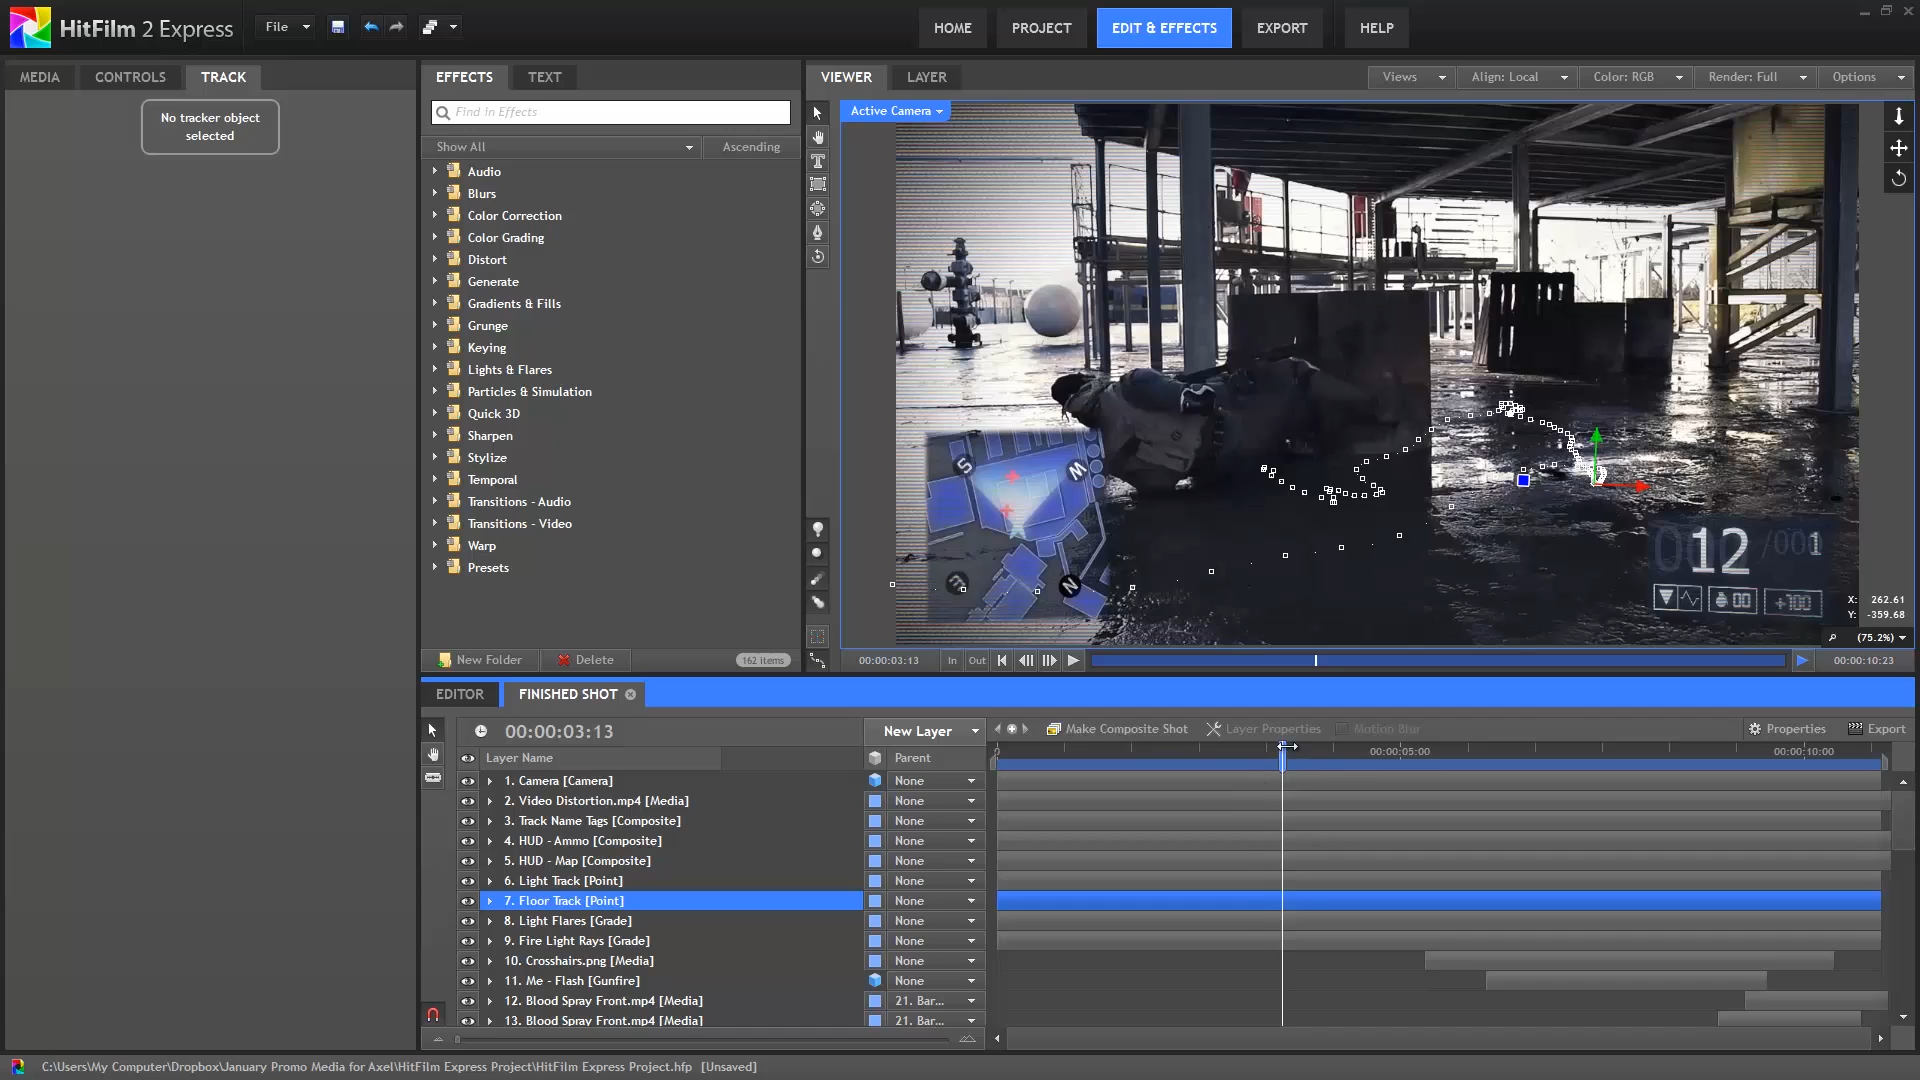 HitFilm 2 Express
File
HOME
PROJECT
EDIT & EFFECTS
EXPORT
HELP
MEDIA
CONTROLS
TRACK
No tracker object
selected
EFFECTS
TEXT
Find in Effects
Show All
Ascending
Audio
Blurs
Color Correction
Color Grading
Distort
Generate
Gradients & Fills
Grunge
Keying
Lights & Flares
Particles & Simulation
Quick 3D
Sharpen
Stylize
Temporal
Transitions - Audio
Transitions - Video
Warp
Presets
New Folder
Delete
162 Items
VIEWER
LAYER
Views
Align: Local
Color: RGB
Render: Full
Options
Active Camera
S
W
E
N
12
/0001
00
+100
X: 262.61
Y: -359.68
(75.2%)
00:00:03:13
In
Out
00:00:10:23
EDITOR
FINISHED SHOT
00:00:03:13
New Layer
Make Composite Shot
Layer Properties
Motion Blur
Properties
Export
Layer Name
Parent
0
00:00:05:00
00:00:10:00
1. Camera [Camera] None
2. Video Distortion.mp4 [Media] None
3. Track Name Tags [Composite] None
4. HUD - Ammo [Composite] None
5. HUD - Map [Composite] None
6. Light Track [Point] None
7. Floor Track [Point] None
8. Light Flares [Grade] None
9. Fire Light Rays [Grade] None
10. Crosshairs.png [Media] None
11. Me - Flash [Gunfire] None
12. Blood Spray Front.mp4 [Media] 21. Bar...
13. Blood Spray Front.mp4 [Media] 21. Bar...
C:\Users\My Computer\Dropbox\January Promo Media for Axel\HitFilm Express Project\HitFilm Express Project.hfp [Unsaved]